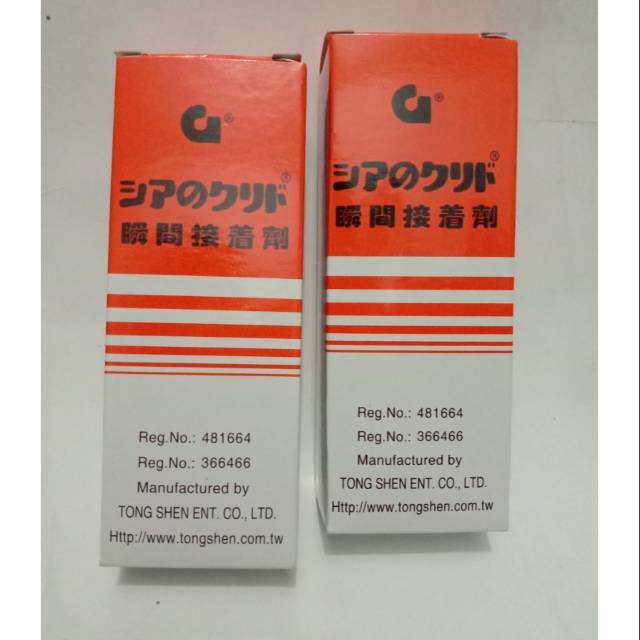 G®
シアのクリド®
瞬間接着劑
Reg.No.: 481664
Reg.No.: 366466
Manufactured by
TONG SHEN ENT. CO., LTD.
Http://www.tongshen.com.tw
G®
シアのクリド®
瞬間接着劑
Reg.No.: 481664
Reg.No.: 366466
Manufactured by
TONG SHEN ENT. CO., LTD.
Http://www.tongshen.com.tw